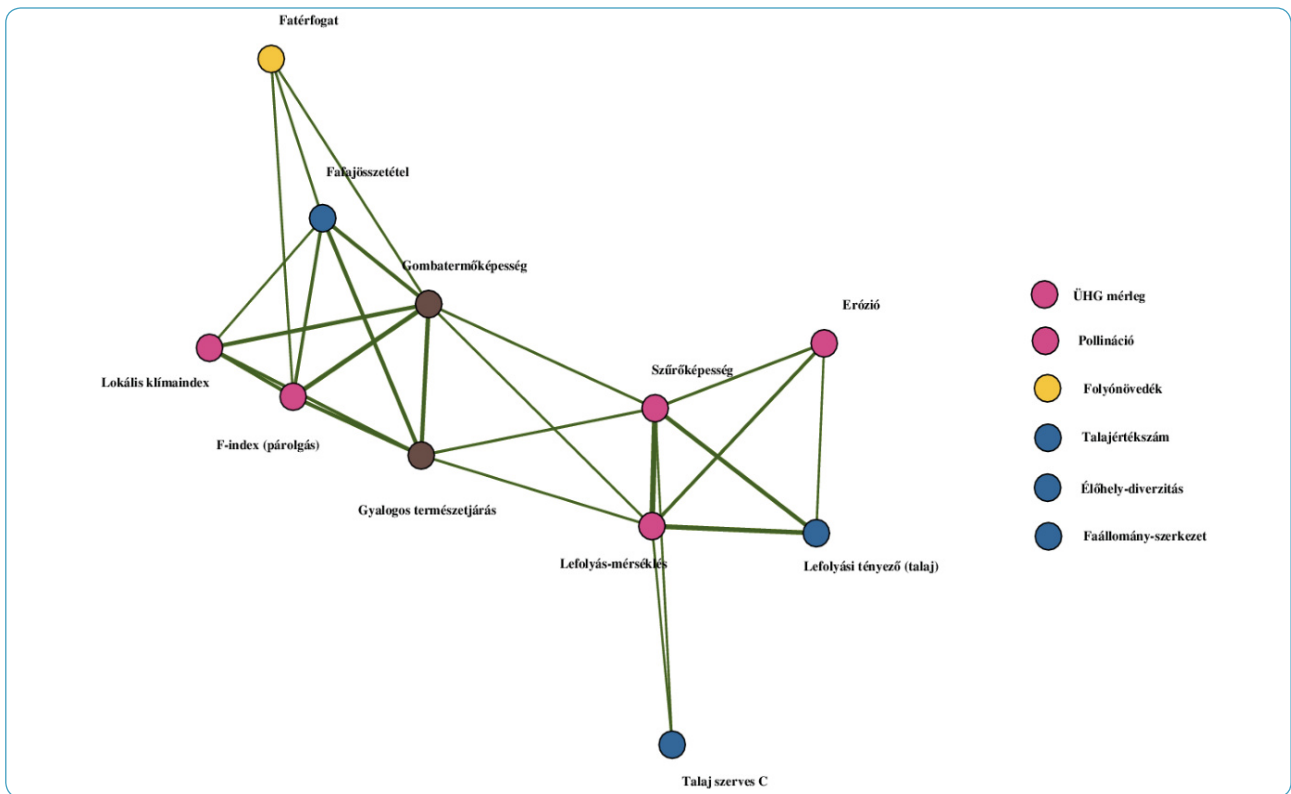 Fatérfogat
Fafajösszetétel
Gombatermőképesség
Lokális klímaindex
F-index (párolgás)
Gyalogos természetjárás
Szűrőképesség
Erózió
Lefolyás-mérséklés
Lefolyási tényező (talaj)
Talaj szerves C
ÜHG mérleg
Pollináció
Folyónövedék
Talajértékszám
Élőhely-diverzitás
Faállomány-szerkezet